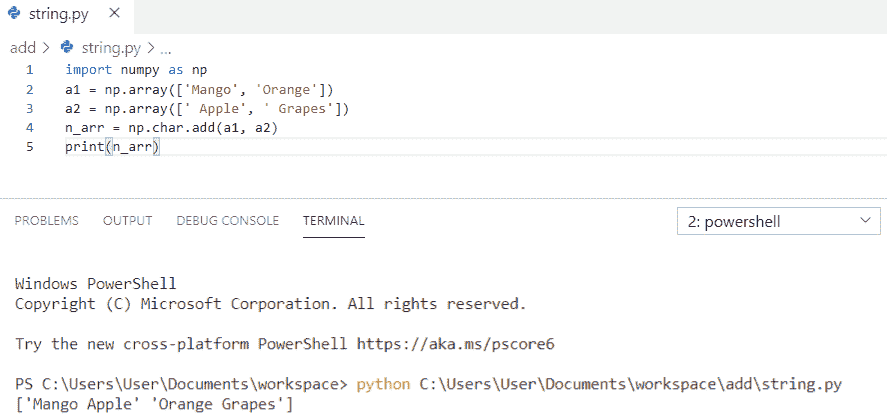 string.py ×
add > string.py > ...
1 import numpy as np
2 a1 = np.array(['Mango', 'Orange'])
3 a2 = np.array([' Apple', ' Grapes'])
4 n_arr = np.char.add(a1, a2)
5 print(n_arr)
PROBLEMS OUTPUT DEBUG CONSOLE TERMINAL 2: powershell
Windows PowerShell
Copyright (C) Microsoft Corporation. All rights reserved.
Try the new cross-platform PowerShell https://aka.ms/pscore6
PS C:\Users\User\Documents\workspace> python C:\Users\User\Documents\workspace\add\string.py
['Mango Apple' 'Orange Grapes']